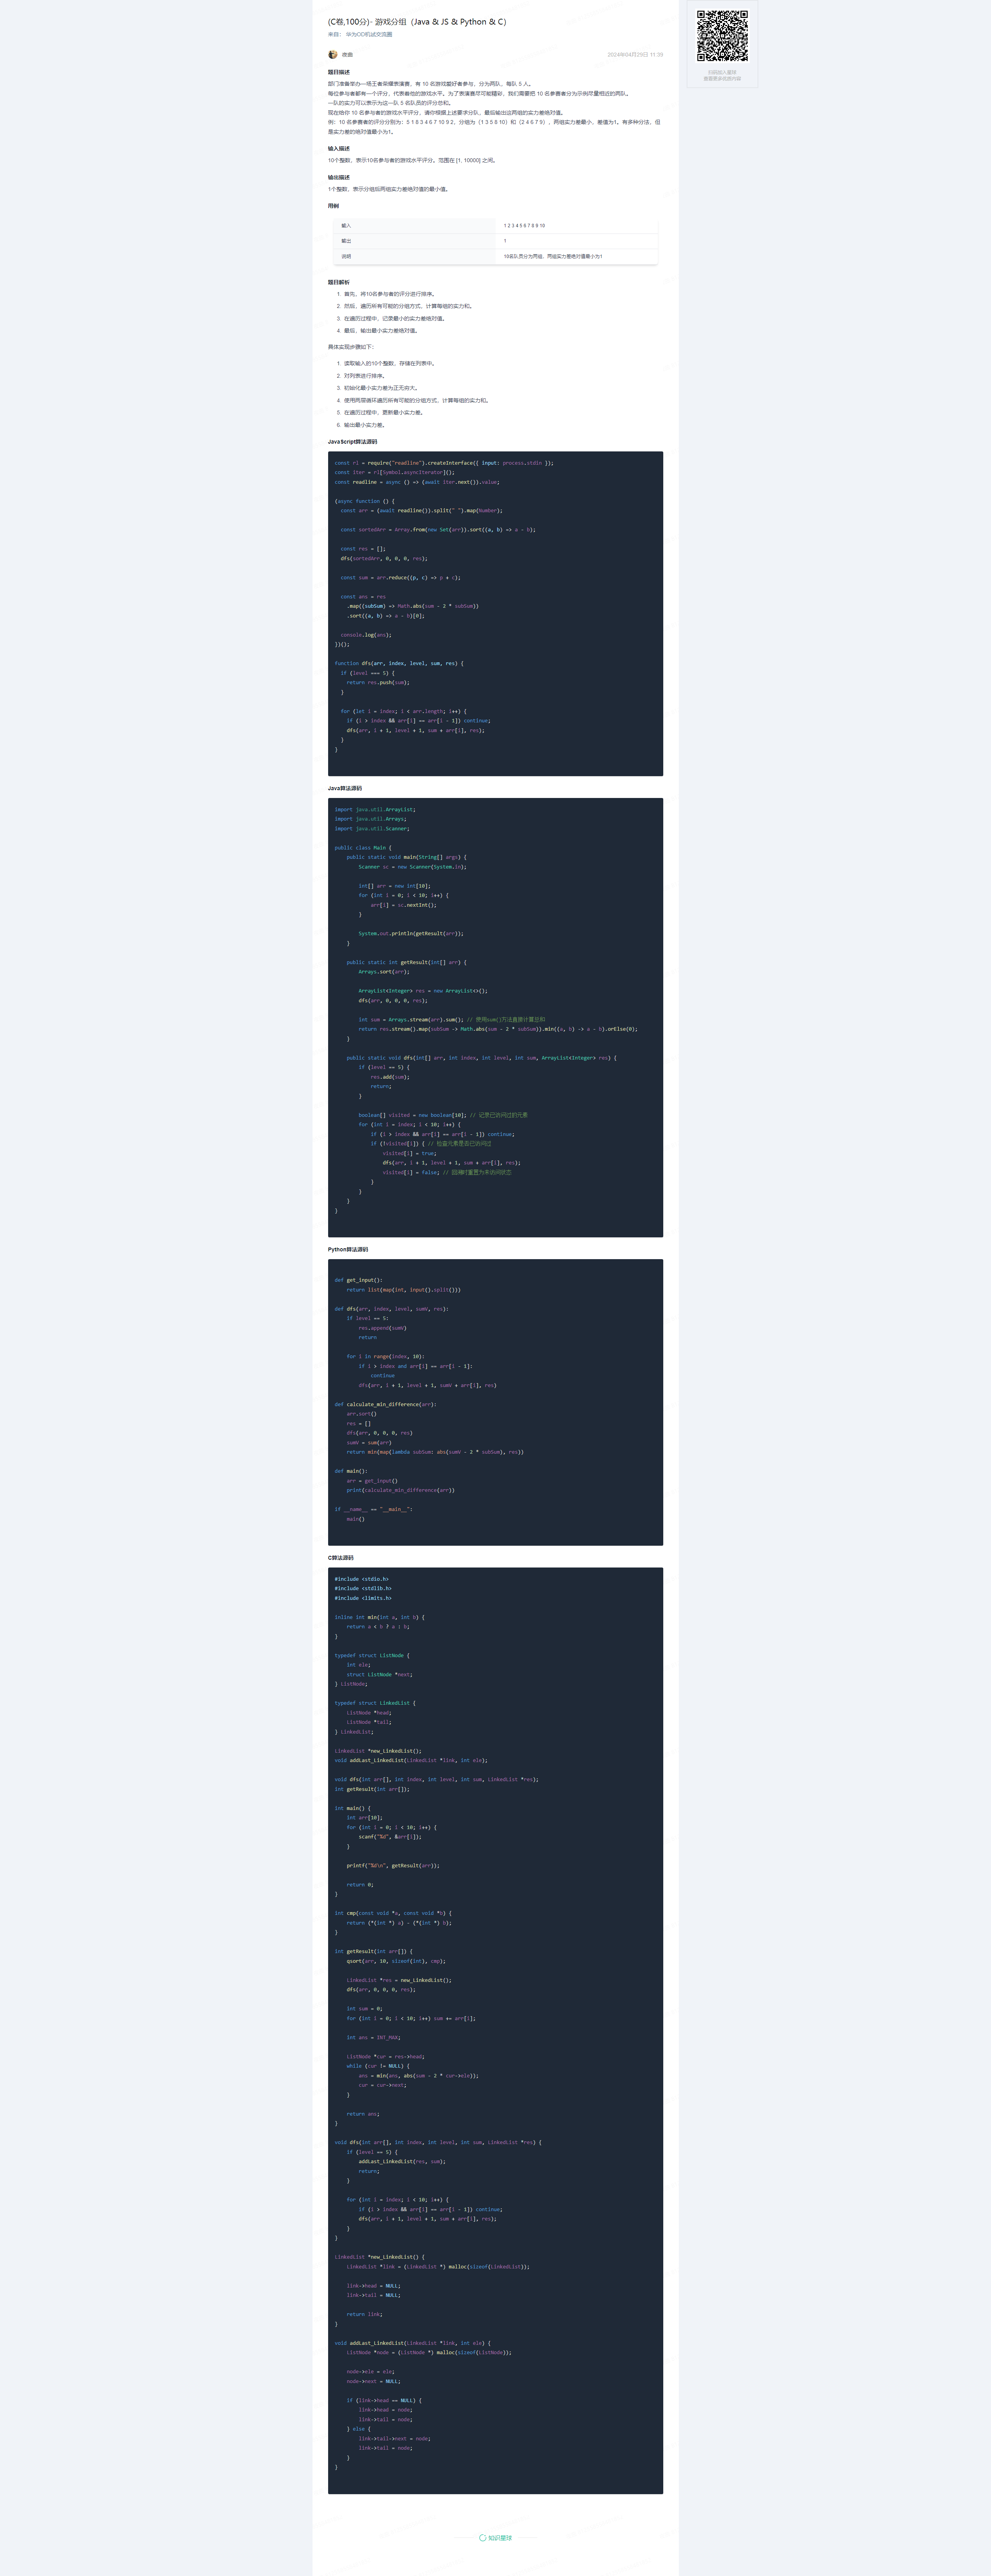 (C卷,100分)- 游戏分组（Java & JS & Python & C）
来自： 华为OD机试交流圈
2024年04月29日 11:33
扫码加入星球
查看更多优质内容
题目描述
部门准备举办一场王者荣耀表演赛，有 10 名游戏爱好者参与，分为两队，每队 5 人。
每位参与者都有一个评分，代表着他的游戏水平。为了表演赛尽可能精彩，我们需要把 10 名参赛者分为示例尽量相近的两队。
一队的实力可以表示为这一队 5 名队员的评分总和。
现在给你 10 名参与者的游戏水平评分，请你根据上述要求分队，最后输出这两组的实力差绝对值。
例：10 名参赛者的评分分别为：5 1 8 3 4 6 7 10 9 2，分组为（1 3 5 8 10）和（2 4 6 7 9），两组实力差最小，差值为1。有多种分法，但
是实力差的绝对值最小为1。
输入描述
10个整数，表示10名参与者的游戏水平评分。范围在 [1, 10000] 之间。
输出描述
1个整数，表示分组后两组实力差绝对值的最小值。
用例
输入 1 2 3 4 5 6 7 8 9 10
输出 1
说明 10名队员分为两组，两组实力差绝对值最小为1
题目解析
1. 首先，将10名参与者的评分进行排序。
2. 然后，遍历所有可能的分组方式，计算每组的实力和。
3. 在遍历过程中，记录最小的实力差绝对值。
4. 最后，输出最小实力差绝对值。
具体实现步骤如下：
1. 读取输入的10个整数，存储在列表中。
2. 对列表进行排序。
3. 初始化最小实力差为正无穷大。
4. 使用两层循环遍历所有可能的分组方式，计算每组的实力和。
5. 在遍历过程中，更新最小实力差。
6. 输出最小实力差。
JavaScript算法源码
const rl = require("readline").createInterface({ input: process.stdin });
const iter = rl[Symbol.asyncIterator]();
const readline = async () => (await iter.next()).value;
(async function () {
const arr = (await readline()).split(" ").map(Number);
const sortedArr = Array.from(new Set(arr)).sort((a, b) => a - b);
const res = [];
dfs(sortedArr, 0, 0, 0, res);
const sum = arr.reduce((p, c) => p + c);
const ans = res
.map((subSum) => Math.abs(sum - 2 * subSum))
.sort((a, b) => a - b)[0];
console.log(ans);
})();
function dfs(arr, index, level, sum, res) {
if (level === 5) {
return res.push(sum);
}
for (let i = index; i < arr.length; i++) {
if (i > index && arr[i] == arr[i - 1]) continue;
dfs(arr, i + 1, level + 1, sum + arr[i], res);
}
}
Java算法源码
import java.util.ArrayList;
import java.util.Arrays;
import java.util.Scanner;
public class Main {
public static void main(String[] args) {
Scanner sc = new Scanner(System.in);
int[] arr = new int[10];
for (int i = 0; i < 10; i++) {
arr[i] = sc.nextInt();
}
System.out.println(getResult(arr));
}
public static int getResult(int[] arr) {
Arrays.sort(arr);
ArrayList<Integer> res = new ArrayList<>();
dfs(arr, 0, 0, 0, res);
int sum = Arrays.stream(arr).sum(); // 使用sum()方法直接计算总和
return res.stream().map(subSum -> Math.abs(sum - 2 * subSum)).min((a, b) -> a - b).orElse(0);
}
public static void dfs(int[] arr, int index, int level, int sum, ArrayList<Integer> res) {
if (level == 5) {
res.add(sum);
return;
}
boolean[] visited = new boolean[10]; // 记录已访问过的元素
for (int i = index; i < 10; i++) {
if (i > index && arr[i] == arr[i - 1]) continue;
if (!visited[i]) { // 检查元素是否已访问过
visited[i] = true;
dfs(arr, i + 1, level + 1, sum + arr[i], res);
visited[i] = false; // 回溯时重置为未访问状态
}
}
}
}
Python算法源码
def get_input():
return list(map(int, input().split()))
def dfs(arr, index, level, sumV, res):
if level == 5:
res.append(sumV)
return
for i in range(index, 10):
if i > index and arr[i] == arr[i - 1]:
continue
dfs(arr, i + 1, level + 1, sumV + arr[i], res)
def calculate_min_difference(arr):
arr.sort()
res = []
dfs(arr, 0, 0, 0, res)
sumV = sum(arr)
return min(map(lambda subSum: abs(sumV - 2 * subSum), res))
def main():
arr = get_input()
print(calculate_min_difference(arr))
if __name__ == "__main__":
main()
C算法源码
#include <stdio.h>
#include <stdlib.h>
#include <limits.h>
inline int min(int a, int b) {
return a < b ? a : b;
}
typedef struct ListNode {
int ele;
struct ListNode *next;
} ListNode;
typedef struct LinkedList {
ListNode *head;
ListNode *tail;
} LinkedList;
LinkedList *new_LinkedList();
void addLast_LinkedList(LinkedList *link, int ele);
void dfs(int arr[], int index, int level, int sum, LinkedList *res);
int getResult(int arr[]);
int main() {
int arr[10];
for (int i = 0; i < 10; i++) {
scanf("%d", &arr[i]);
}
printf("%d\n", getResult(arr));
return 0;
}
int cmp(const void *a, const void *b) {
return (*(int *) a) - (*(int *) b);
}
int getResult(int arr[]) {
qsort(arr, 10, sizeof(int), cmp);
LinkedList *res = new_LinkedList();
dfs(arr, 0, 0, 0, res);
int sum = 0;
for (int i = 0; i < 10; i++) sum += arr[i];
int ans = INT_MAX;
ListNode *cur = res->head;
while (cur != NULL) {
ans = min(ans, abs(sum - 2 * cur->ele));
cur = cur->next;
}
return ans;
}
void dfs(int arr[], int index, int level, int sum, LinkedList *res) {
if (level == 5) {
addLast_LinkedList(res, sum);
return;
}
for (int i = index; i < 10; i++) {
if (i > index && arr[i] == arr[i - 1]) continue;
dfs(arr, i + 1, level + 1, sum + arr[i], res);
}
}
LinkedList *new_LinkedList() {
LinkedList *link = (LinkedList *) malloc(sizeof(LinkedList));
link->head = NULL;
link->tail = NULL;
return link;
}
void addLast_LinkedList(LinkedList *link, int ele) {
ListNode *node = (ListNode *) malloc(sizeof(ListNode));
node->ele = ele;
node->next = NULL;
if (link->head == NULL) {
link->head = node;
link->tail = node;
} else {
link->tail->next = node;
link->tail = node;
}
}
知识星球